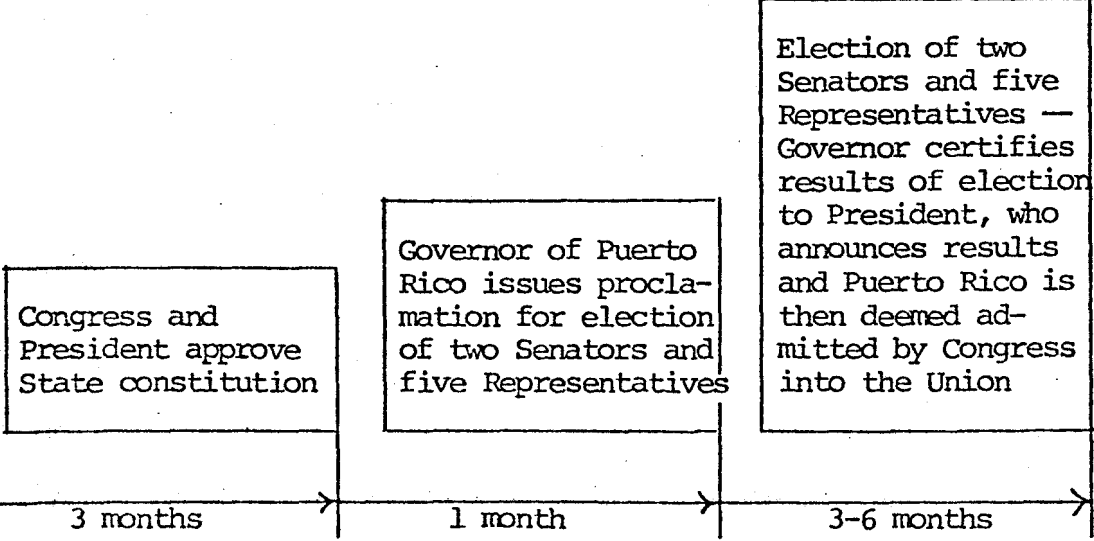 Congress and
President approve
State constitution
3 months
Governor of Puerto
Rico issues procla-
mation for election
of two Senators and
five Representatives
1 month
Election of two
Senators and five
Representatives —
Governor certifies
results of election
to President, who
announces results
and Puerto Rico is
then deemed ad-
mitted by Congress
into the Union
3-6 months